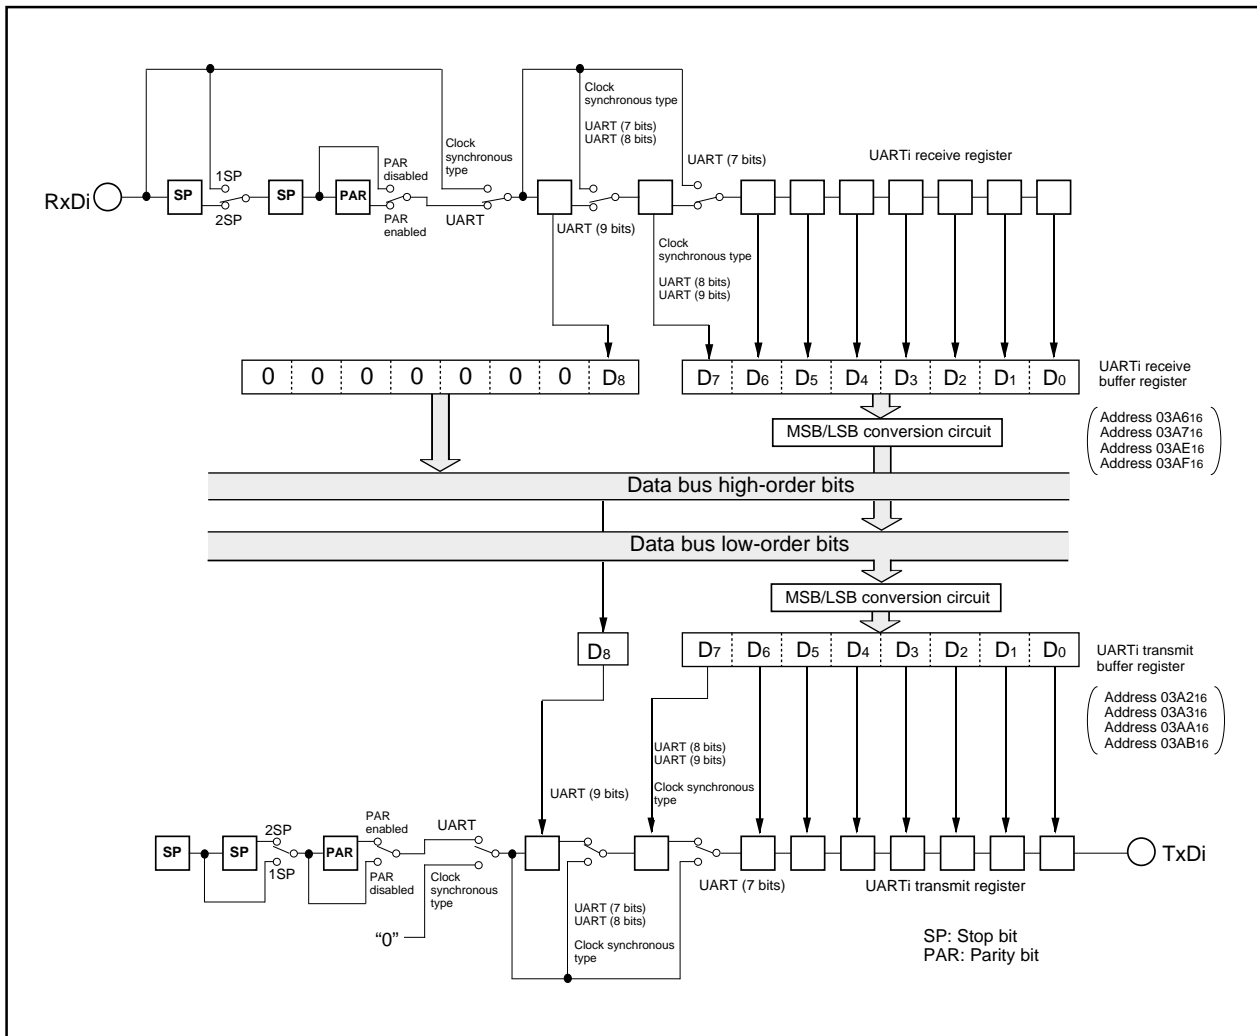 Clock
synchronous type
UART (7 bits)
UART (8 bits)
Clock
synchronous
type
PAR
disabled
UART (7 bits)
UARTi receive register
1SP
RxDi
SP
SP
PAR
2SP
PAR
enabled
UART
UART (9 bits)
Clock
synchronous type
UART (8 bits)
UART (9 bits)
0 0 0 0 0 0 0 D8
D7 D6 D5 D4 D3 D2 D1 D0
UARTi receive
buffer register
MSB/LSB conversion circuit
Address 03A616
Address 03A716
Address 03AE16
Address 03AF16
Data bus high-order bits
Data bus low-order bits
MSB/LSB conversion circuit
D8
D7 D6 D5 D4 D3 D2 D1 D0
UARTi transmit
buffer register
Address 03A216
Address 03A316
Address 03AA16
Address 03AB16
UART (8 bits)
UART (9 bits)
Clock synchronous
type
UART (9 bits)
PAR
enabled
UART
2SP
SP
SP
PAR
1SP
PAR
disabled
Clock
synchronous
type
“0”
UART (7 bits)
UART (8 bits)
Clock synchronous
type
UART (7 bits)
UARTi transmit register
TxDi
SP: Stop bit
PAR: Parity bit